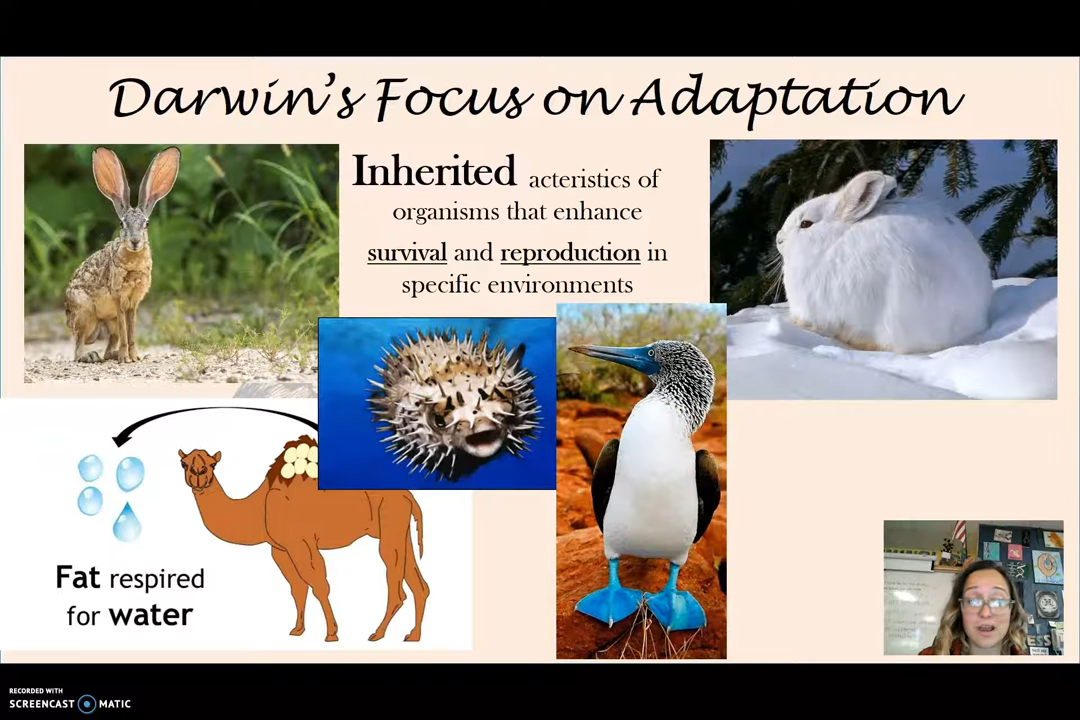 Darwin's Focus on Adaptation
Inherited acteristics of
organisms that enhance
survival and reproduction in
specific environments
Fat respired
for water
RECORDED WITH
SCREENCAST MATIC